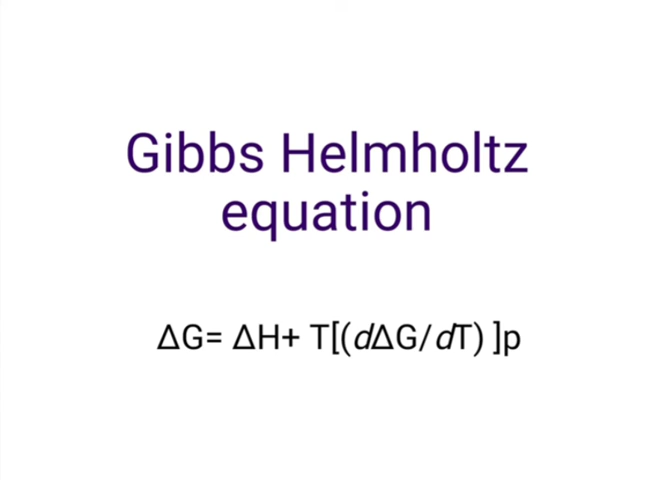 Gibbs Helmholtz
equation
ΔG= ΔH+ T[(dΔG/dT) ]p